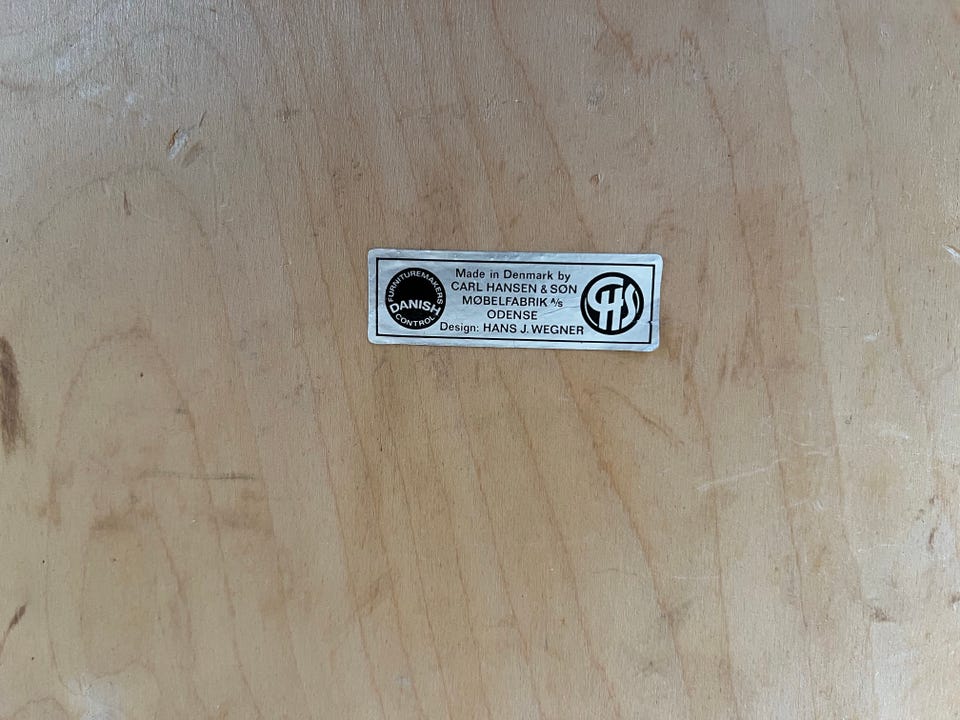 FURNITUREMAKERS
DANISH
CONTROL
Made in Denmark by
CARL HANSEN & SØN
MØBELFABRIK A/S
ODENSE
Design: HANS J. WEGNER
CHS